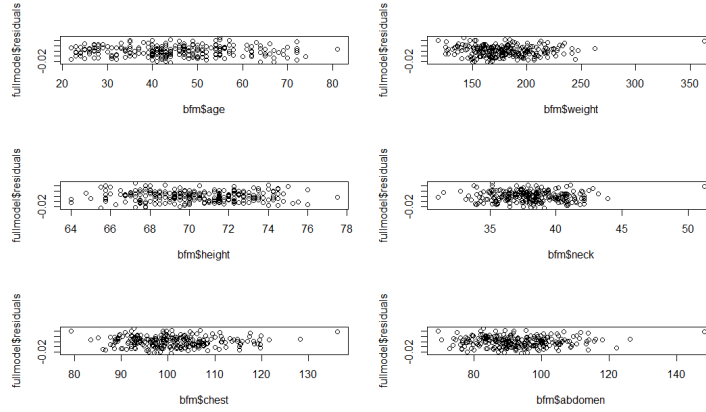 fullmodel$residuals
-0.02
20 30 40 50 60 70 80
bfm$age
fullmodel$residuals
-0.02
150 200 250 300 350
bfm$weight
fullmodel$residuals
-0.02
64 66 68 70 72 74 76 78
bfm$height
fullmodel$residuals
-0.02
35 40 45 50
bfm$neck
fullmodel$residuals
-0.02
80 90 100 110 120 130
bfm$chest
fullmodel$residuals
-0.02
80 100 120 140
bfm$abdomen